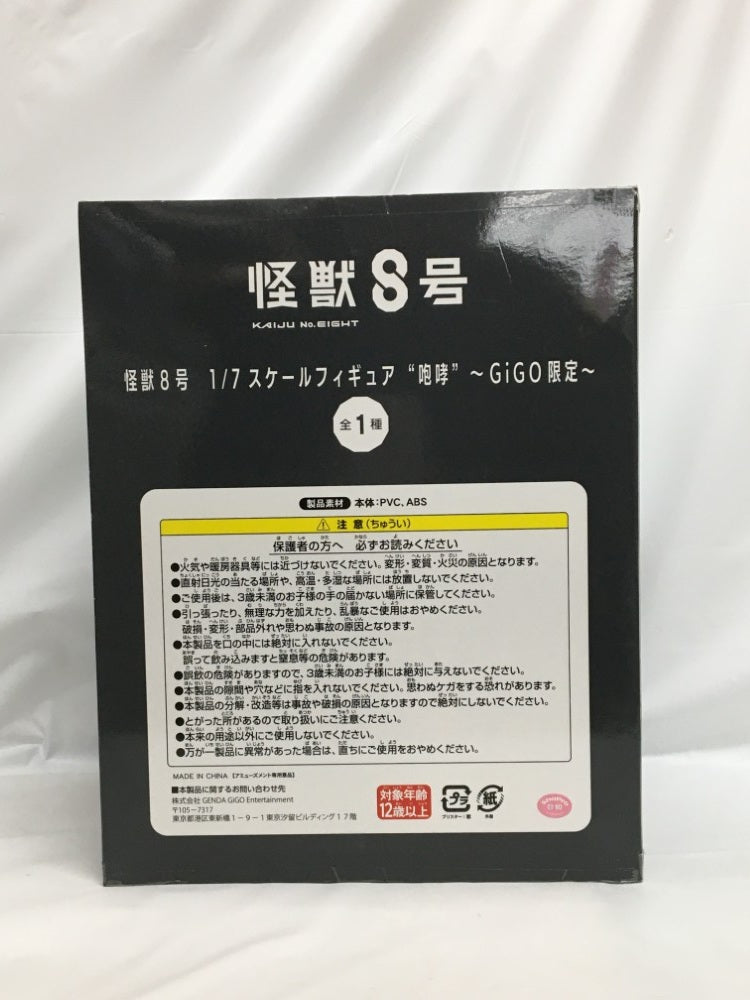 怪獣8号
KAIJU No.EIGHT
怪獣8号 1/7スケールフィギュア“咆哮”～GiGO限定～
全1種
製品素材 本体：PVC、ABS
注意（ちゅうい）
保護者の方へ 必ずお読みください
●火気や暖房器具等には近づけないでください。変形・変質・火災の原因となります。
●直射日光の当たる場所や、高温・多湿な場所には放置しないでください。
●ご使用後は、3歳未満のお子様の手の届かない場所に保管してください。
●引っ張ったり、無理な力を加えたり、乱暴なご使用はおやめください。
破損・変形・部品外れや思わぬ事故の原因となります。
●本製品を口の中には絶対に入れないでください。
誤って飲み込みますと窒息等の危険があります。
●誤飲の危険がありますので、3歳未満のお子様には絶対に与えないでください。
●本製品の隙間や穴などに指を入れないでください。思わぬケガをする恐れがあります。
●本製品の分解・改造等は事故や破損の原因となりますので絶対にしないでください。
●とがった所があるので取り扱いにご注意ください。
●本来の用途以外にご使用しないでください。
●万が一製品に異常があった場合は、直ちにご使用をおやめください。
MADE IN CHINA 【アミューズメント専用景品】
■本製品に関するお問い合わせ先
株式会社 GENDA GiGO Entertainment
〒105-7317
東京都港区東新橋1-9-1東京汐留ビルディング17階
対象年齢
12歳以上
プラ
ブリスター：袋
紙
外箱